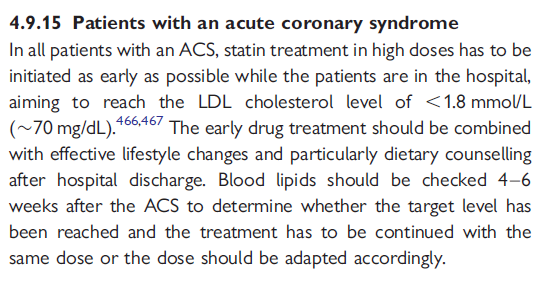 4.9.15 Patients with an acute coronary syndrome
In all patients with an ACS, statin treatment in high doses has to be
initiated as early as possible while the patients are in the hospital,
aiming to reach the LDL cholesterol level of <1.8 mmol/L
(~70 mg/dL).466,467 The early drug treatment should be combined
with effective lifestyle changes and particularly dietary counselling
after hospital discharge. Blood lipids should be checked 4–6
weeks after the ACS to determine whether the target level has
been reached and the treatment has to be continued with the
same dose or the dose should be adapted accordingly.